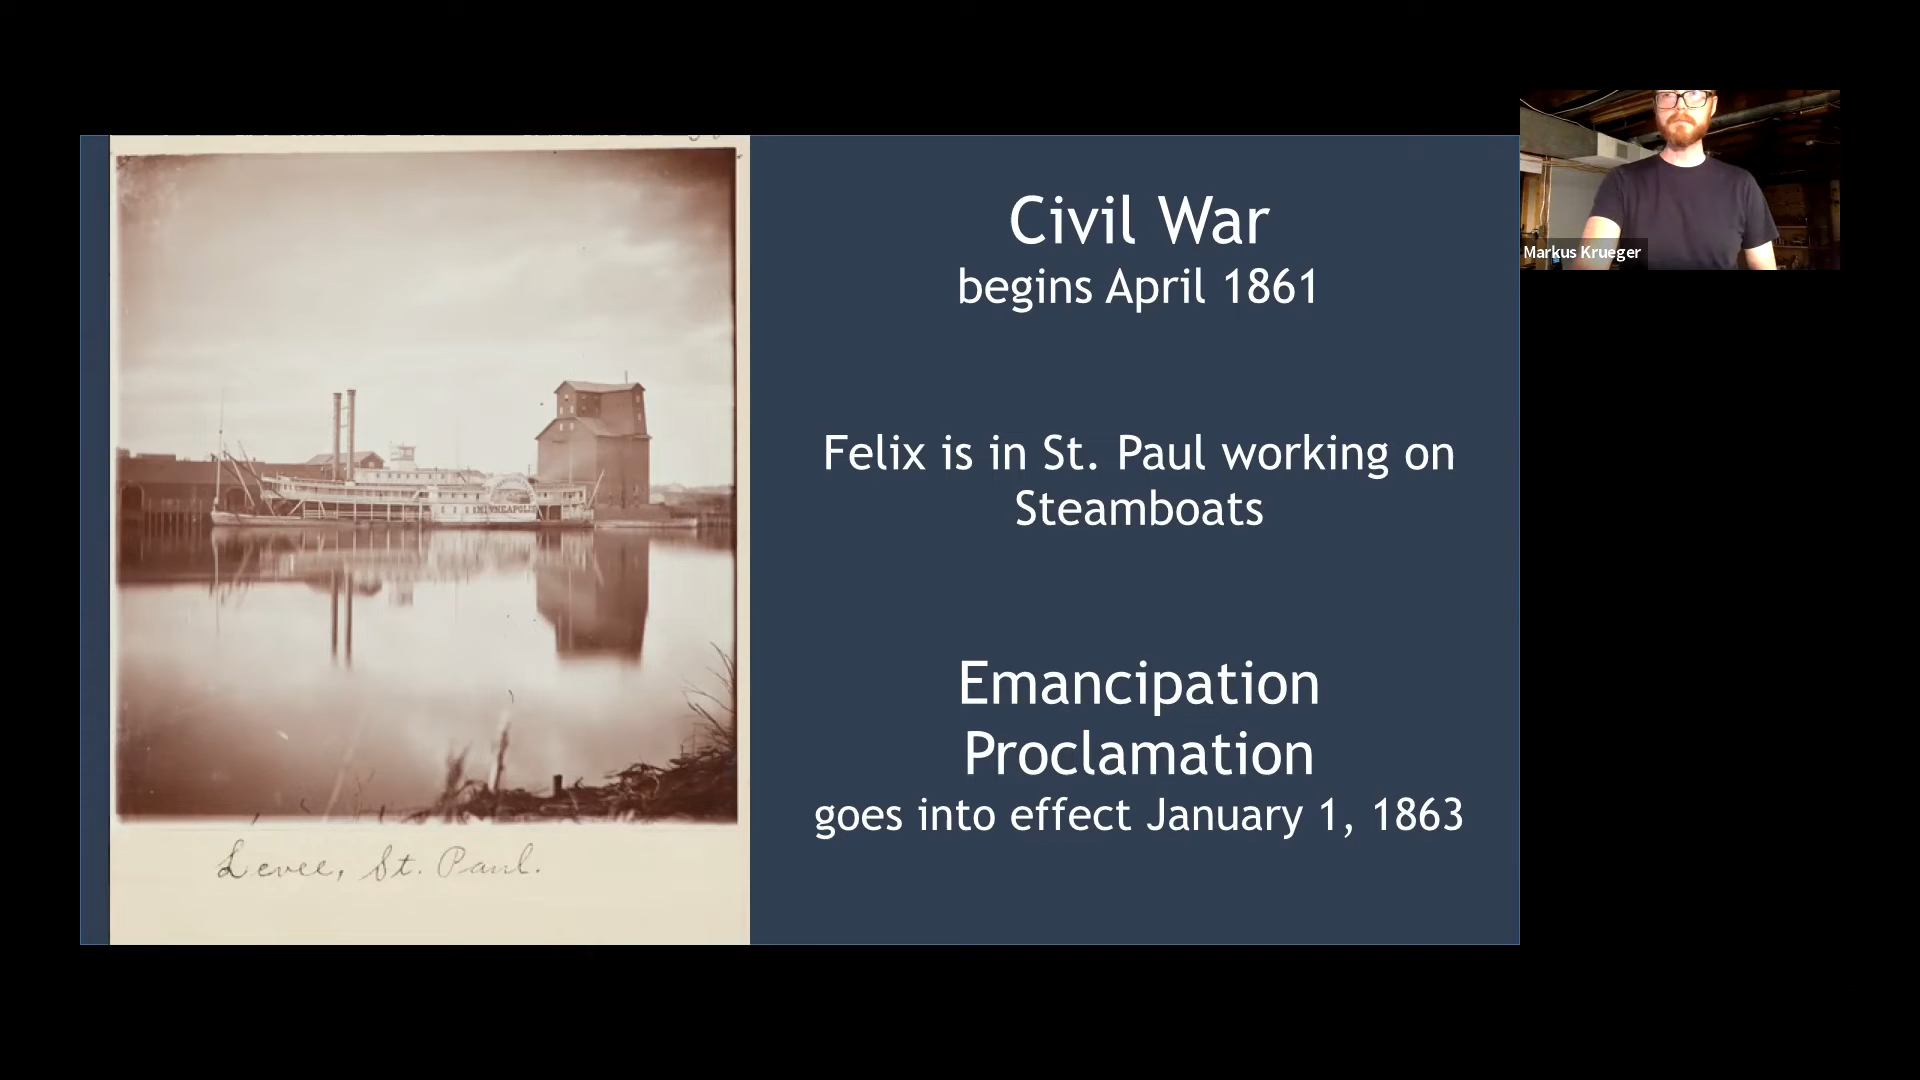 Civil War
begins April 1861
Felix is in St. Paul working on
Steamboats
Emancipation
Proclamation
goes into effect January 1, 1863
MINNEAPOLIS
Levee, St. Paul.
Markus Krueger